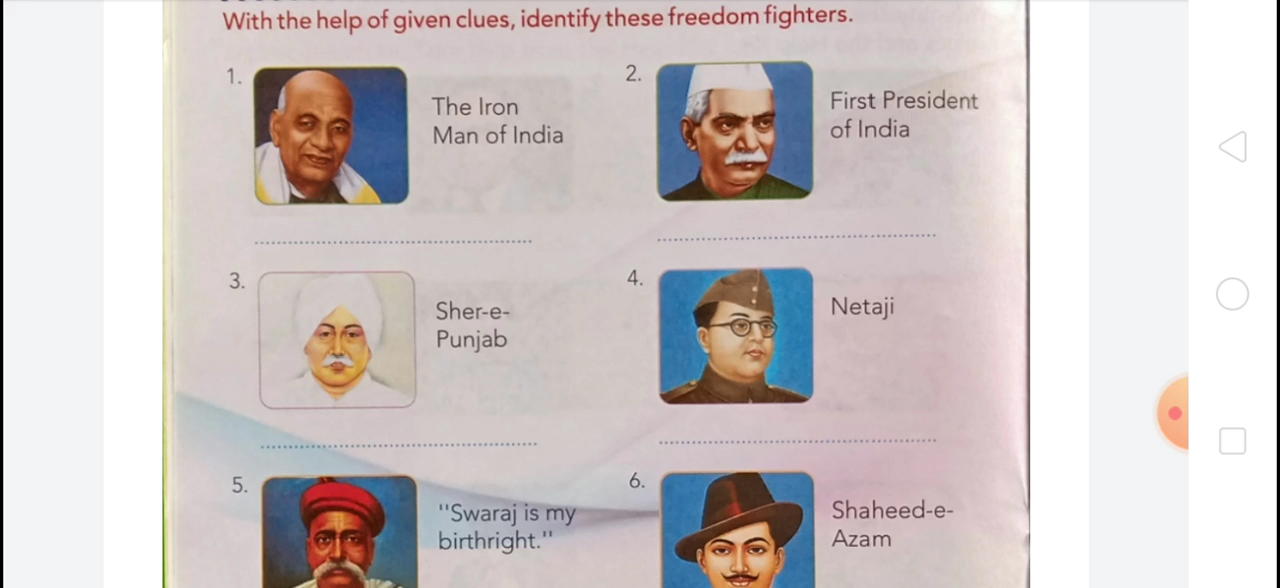 With the help of given clues, identify these freedom fighters.
1.
The Iron
Man of India
2.
First President
of India
3.
Sher-e-
Punjab
4.
Netaji
5.
"Swaraj is my
birthright."
6.
Shaheed-e-
Azam